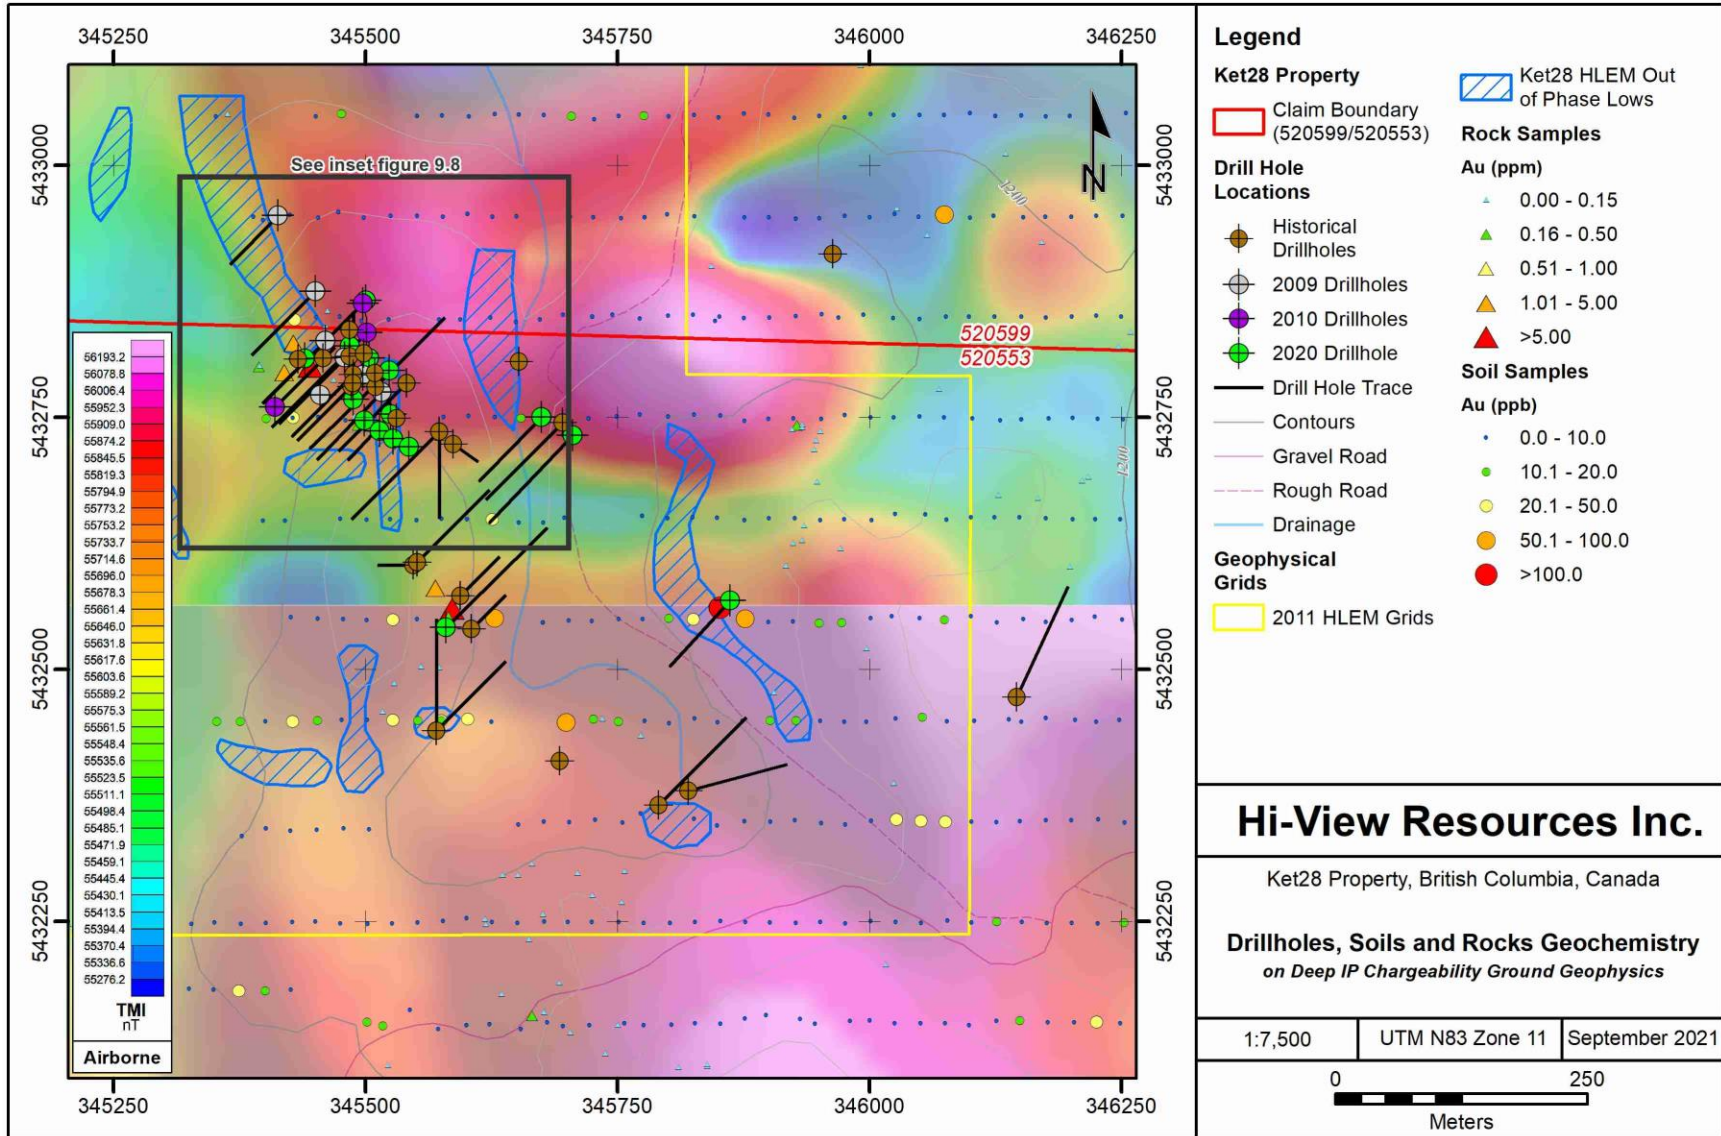 345250
345500
345750
346000
346250
5433000
5432750
5432500
5432250
See inset figure 9.8
N
1200
520599
520553
1200
56193.2
56078.8
56006.4
55952.3
55909.0
55874.2
55845.5
55819.3
55794.9
55773.2
55753.2
55733.7
55714.6
55696.0
55678.3
55661.4
55646.0
55631.8
55617.6
55603.6
55589.2
55575.3
55561.5
55548.4
55535.6
55523.5
55511.1
55498.4
55485.1
55471.9
55459.1
55445.4
55430.1
55413.5
55394.4
55370.4
55336.6
55276.2
TMI
nT
Airborne
5433000
5432750
5432500
5432250
345250
345500
345750
346000
346250
Legend
Ket28 Property
Claim Boundary
(520599/520553)
Drill Hole
Locations
Historical
Drillholes
2009 Drillholes
2010 Drillholes
2020 Drillhole
Drill Hole Trace
Contours
Gravel Road
Rough Road
Drainage
Geophysical
Grids
2011 HLEM Grids
Ket28 HLEM Out
of Phase Lows
Rock Samples
Au (ppm)
0.00 - 0.15
0.16 - 0.50
0.51 - 1.00
1.01 - 5.00
>5.00
Soil Samples
Au (ppb)
0.0 - 10.0
10.1 - 20.0
20.1 - 50.0
50.1 - 100.0
>100.0
Hi-View Resources Inc.
Ket28 Property, British Columbia, Canada
Drillholes, Soils and Rocks Geochemistry
on Deep IP Chargeability Ground Geophysics
1:7,500
UTM N83 Zone 11
September 2021
0 250
Meters